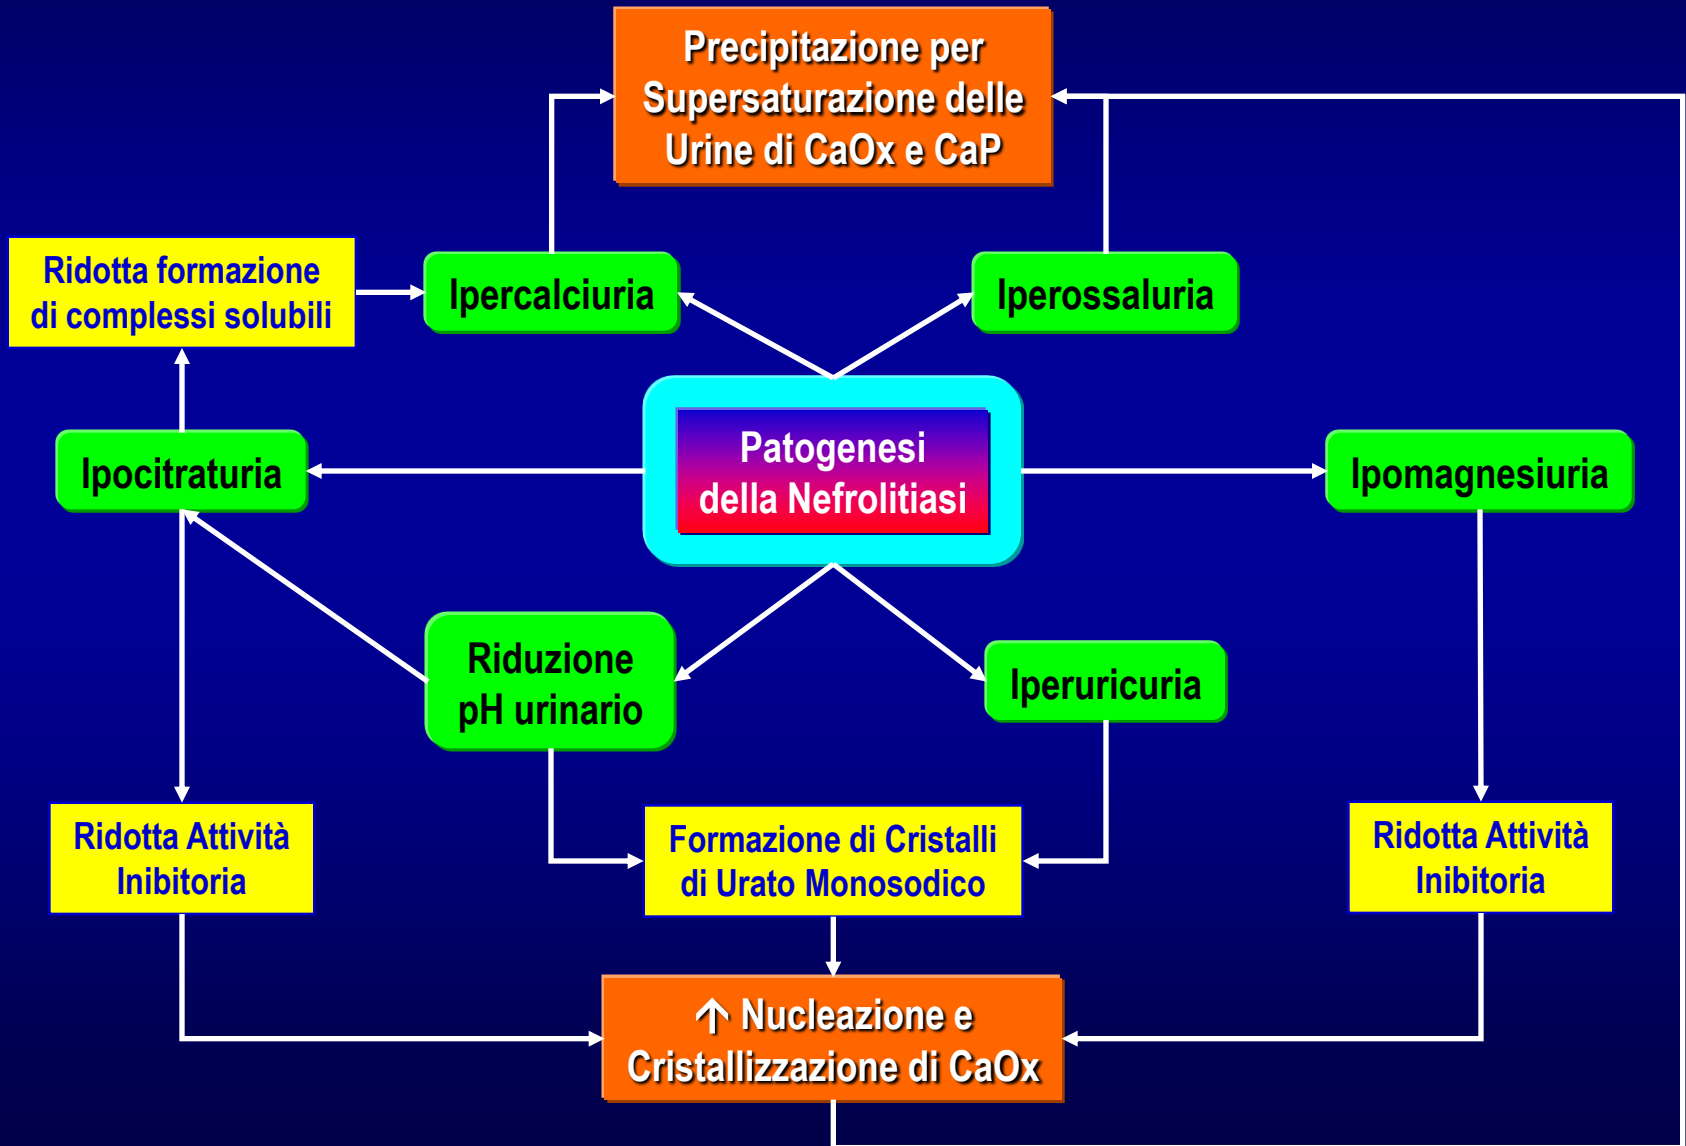 Precipitazione per
Supersaturazione delle
Urine di CaOx e CaP
Ridotta formazione
di complessi solubili
Ipercalciuria
Iperossaluria
Patogenesi
della Nefrolitiasi
Ipocitraturia
Ipomagnesiuria
Riduzione
pH urinario
Iperuricuria
Ridotta Attività
Inibitoria
Formazione di Cristalli
di Urato Monosodico
Ridotta Attività
Inibitoria
↑ Nucleazione e
Cristallizzazione di CaOx